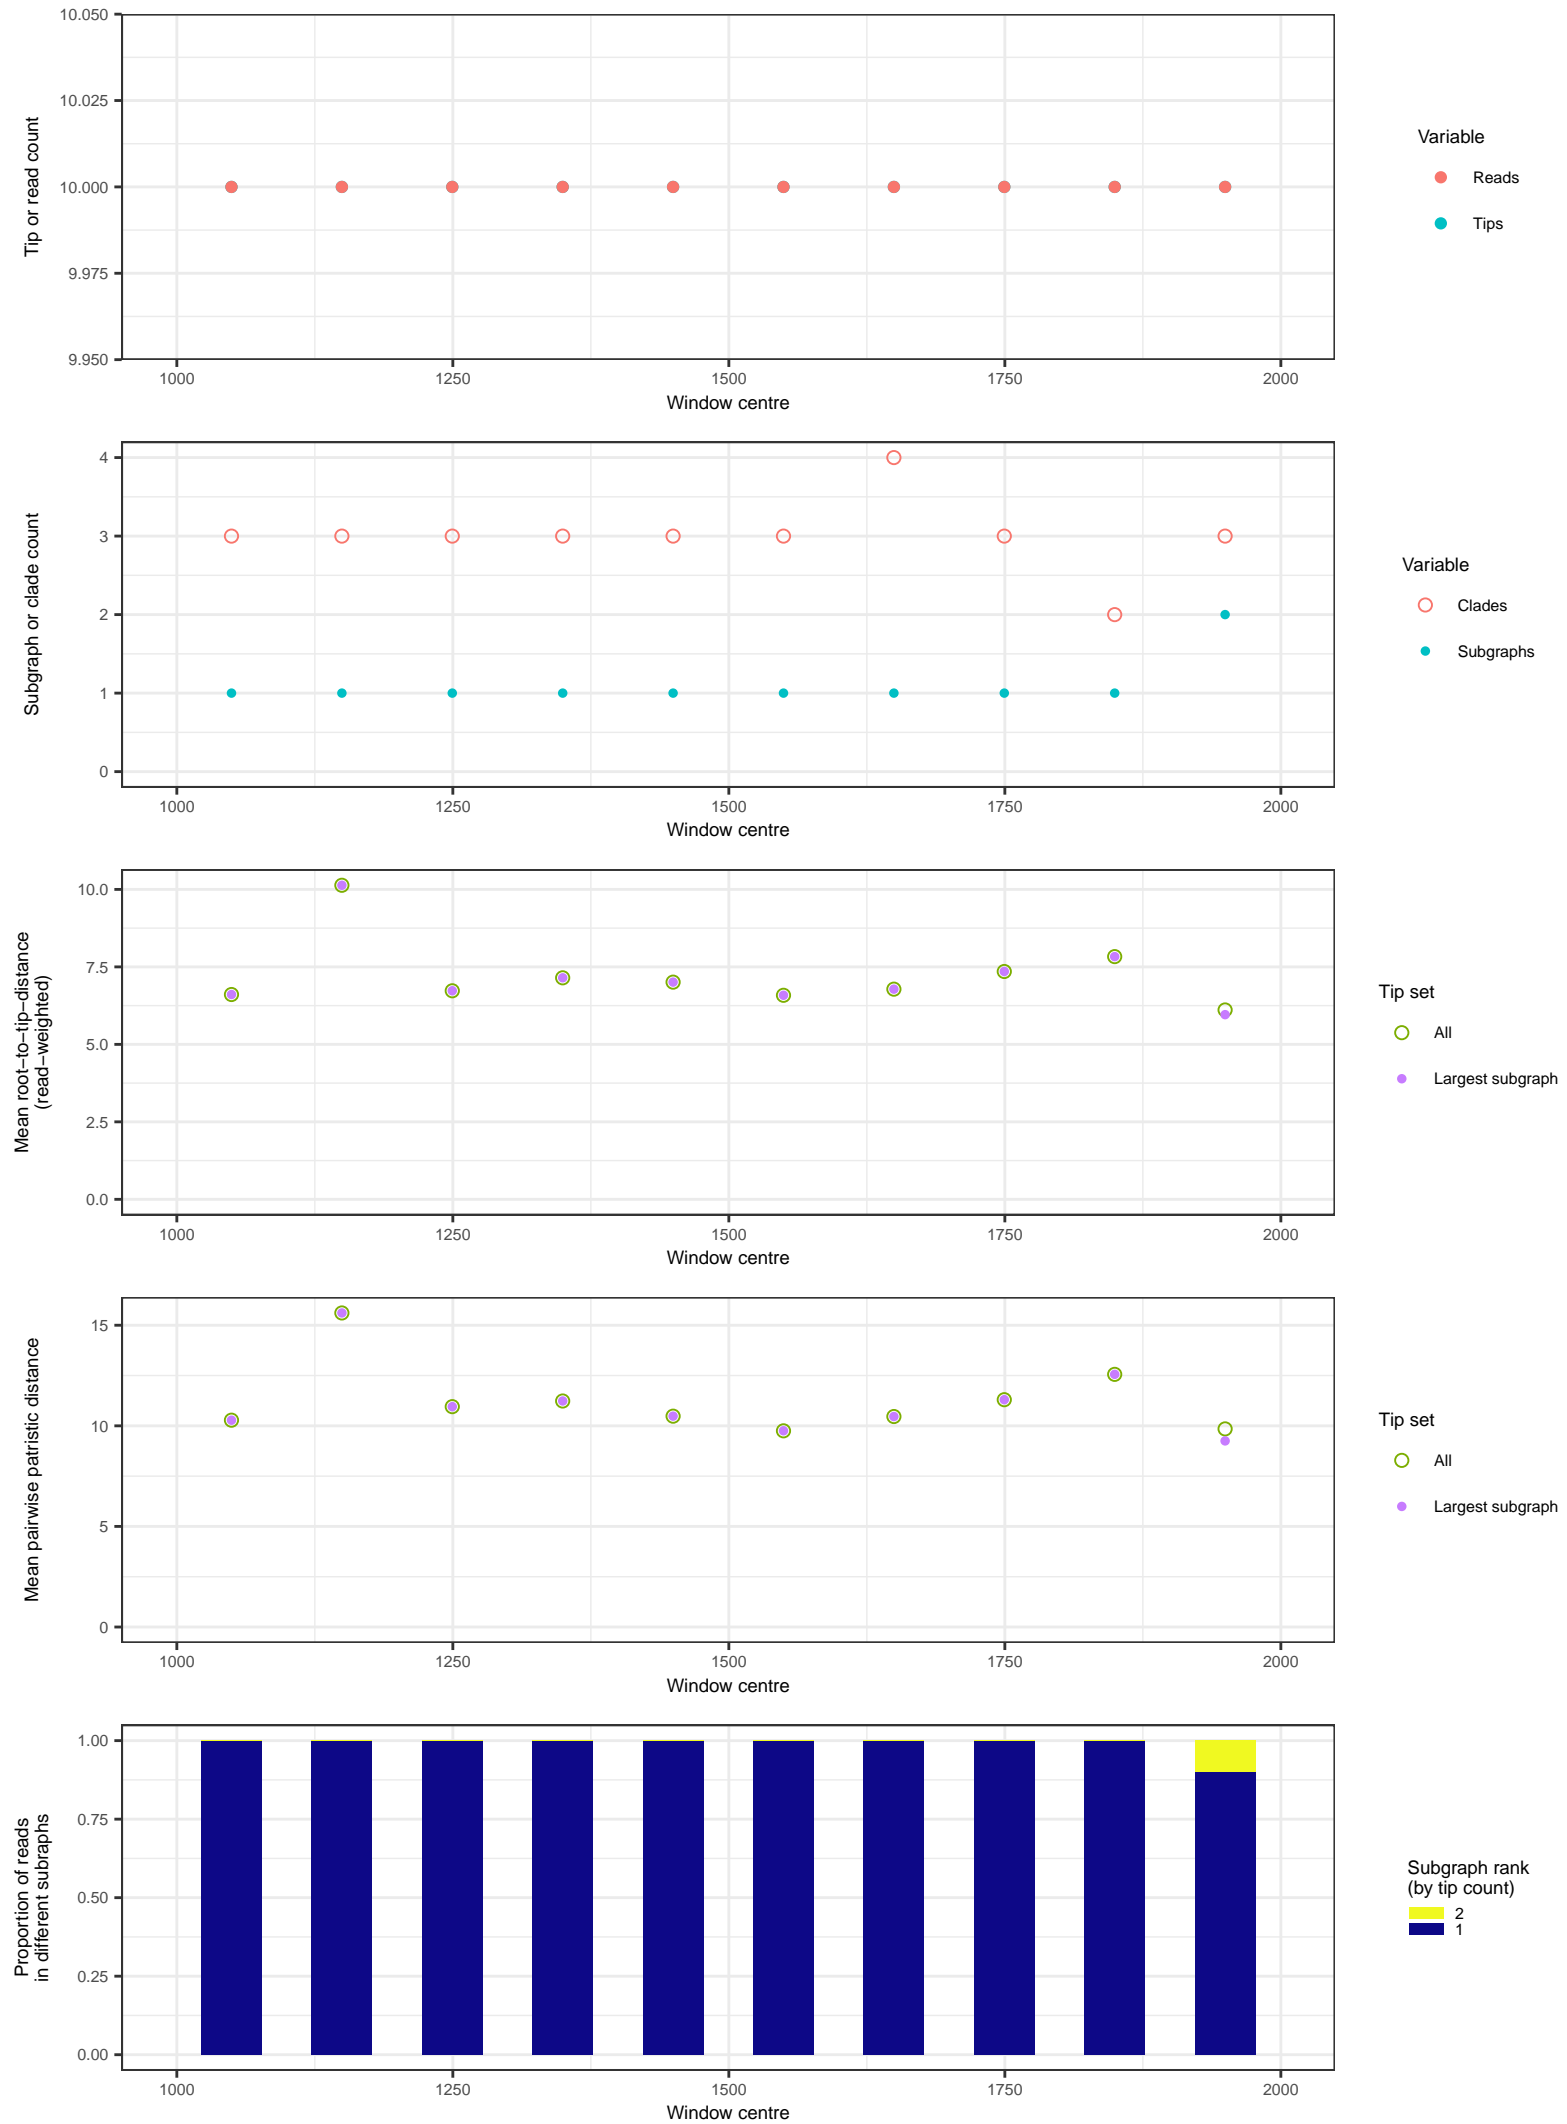 10.050
10.025
10.000
9.975
9.950
Tip or read count
1000 1250 1500 1750 2000
Window centre
Variable
Reads
Tips
4
3
2
1
0
Subgraph or clade count
1000 1250 1500 1750 2000
Window centre
Variable
Clades
Subgraphs
10.0
7.5
5.0
2.5
0.0
Mean root−to−tip−distance
(read−weighted)
1000 1250 1500 1750 2000
Window centre
Tip set
All
Largest subgraph
15
10
5
0
Mean pairwise patristic distance
1000 1250 1500 1750 2000
Window centre
Tip set
All
Largest subgraph
1.00
0.75
0.50
0.25
0.00
Proportion of reads
in different subraphs
1000 1250 1500 1750 2000
Window centre
Subgraph rank
(by tip count)
2
1